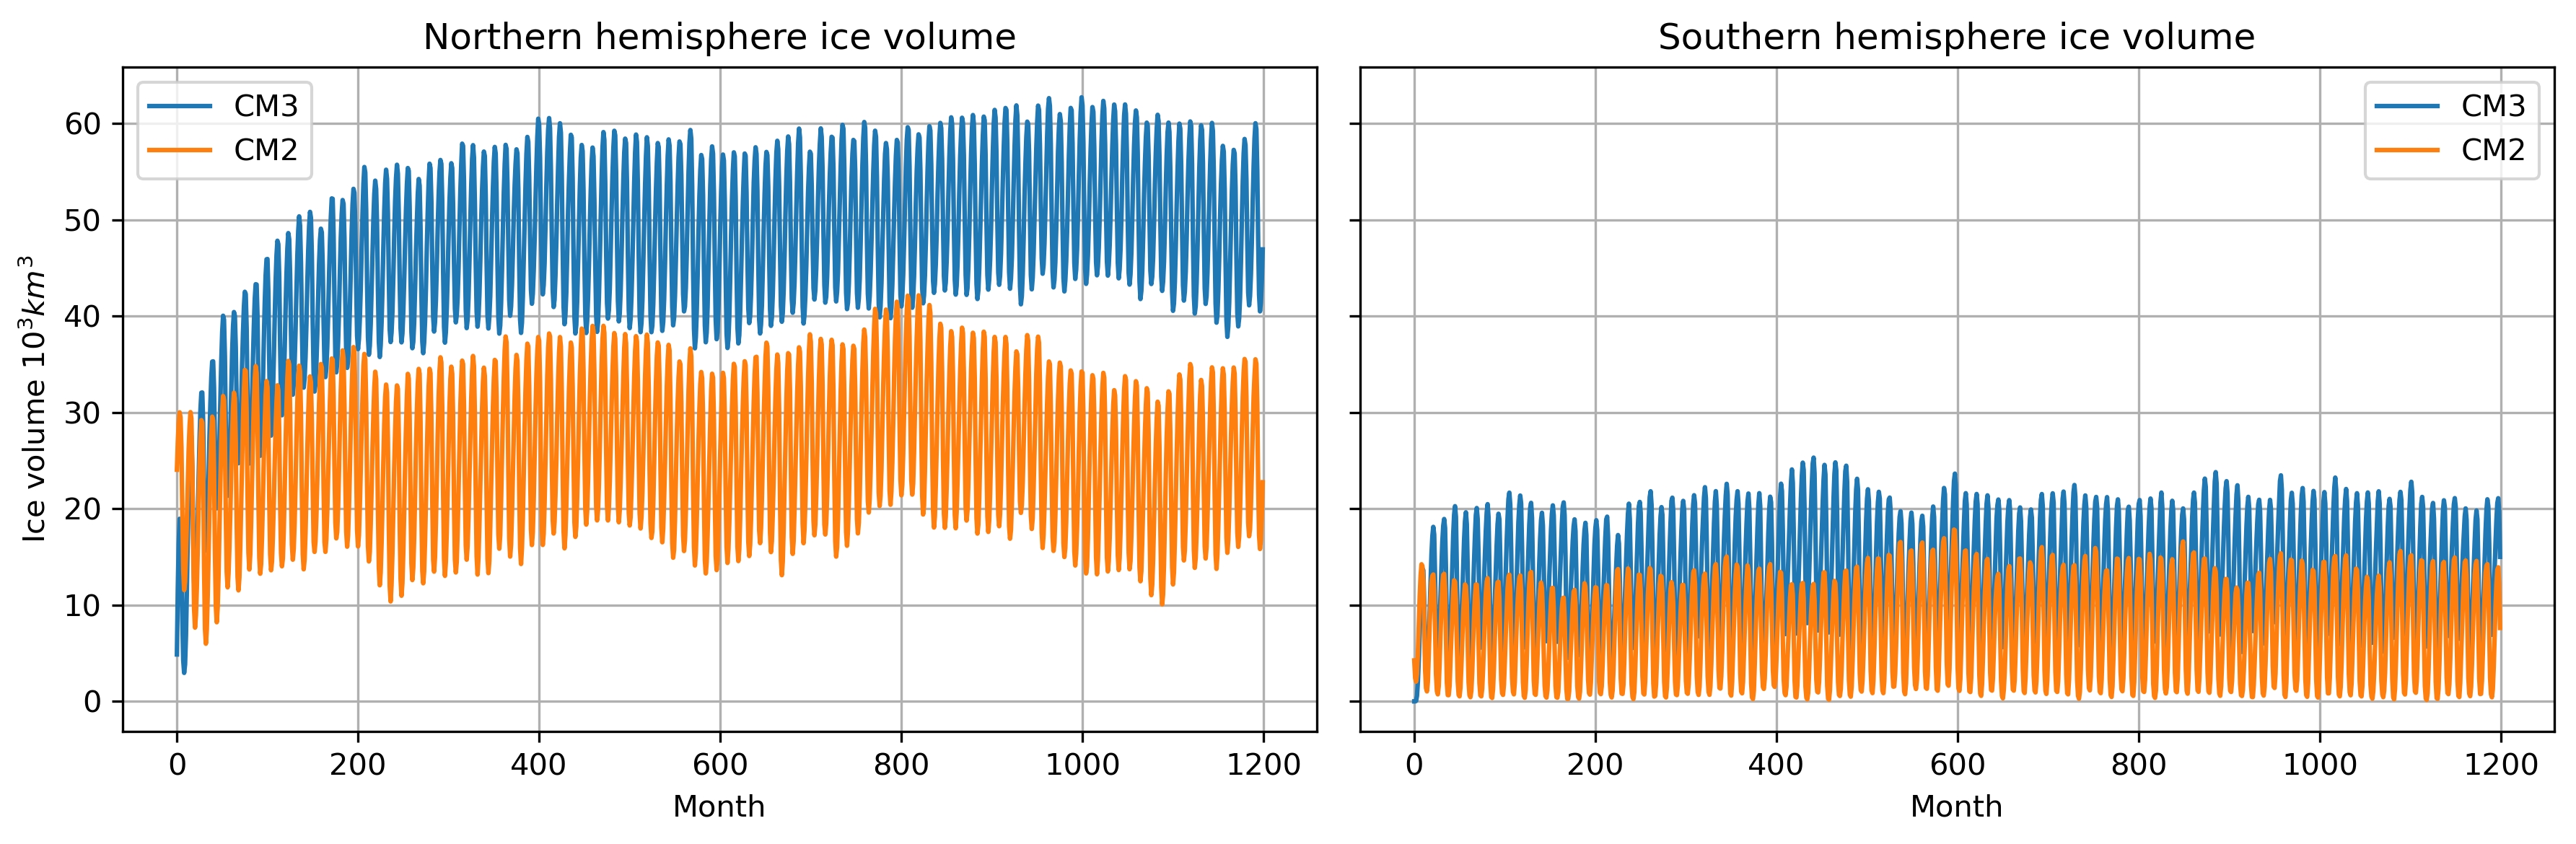 Northern hemisphere ice volume
CM3
CM2
60
50
40
30
20
10
0
Ice volume 10³km³
0 200 400 600 800 1000 1200
Month
Southern hemisphere ice volume
CM3
CM2
0 200 400 600 800 1000 1200
Month